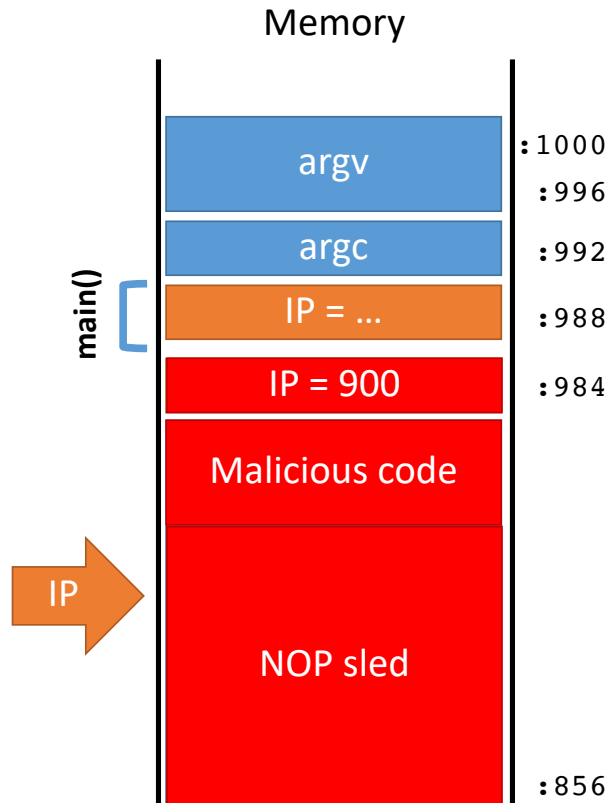 Memory
argv
:1000
:996
argc
:992
main()
IP = …
:988
IP = 900
:984
Malicious code
IP
NOP sled
:856